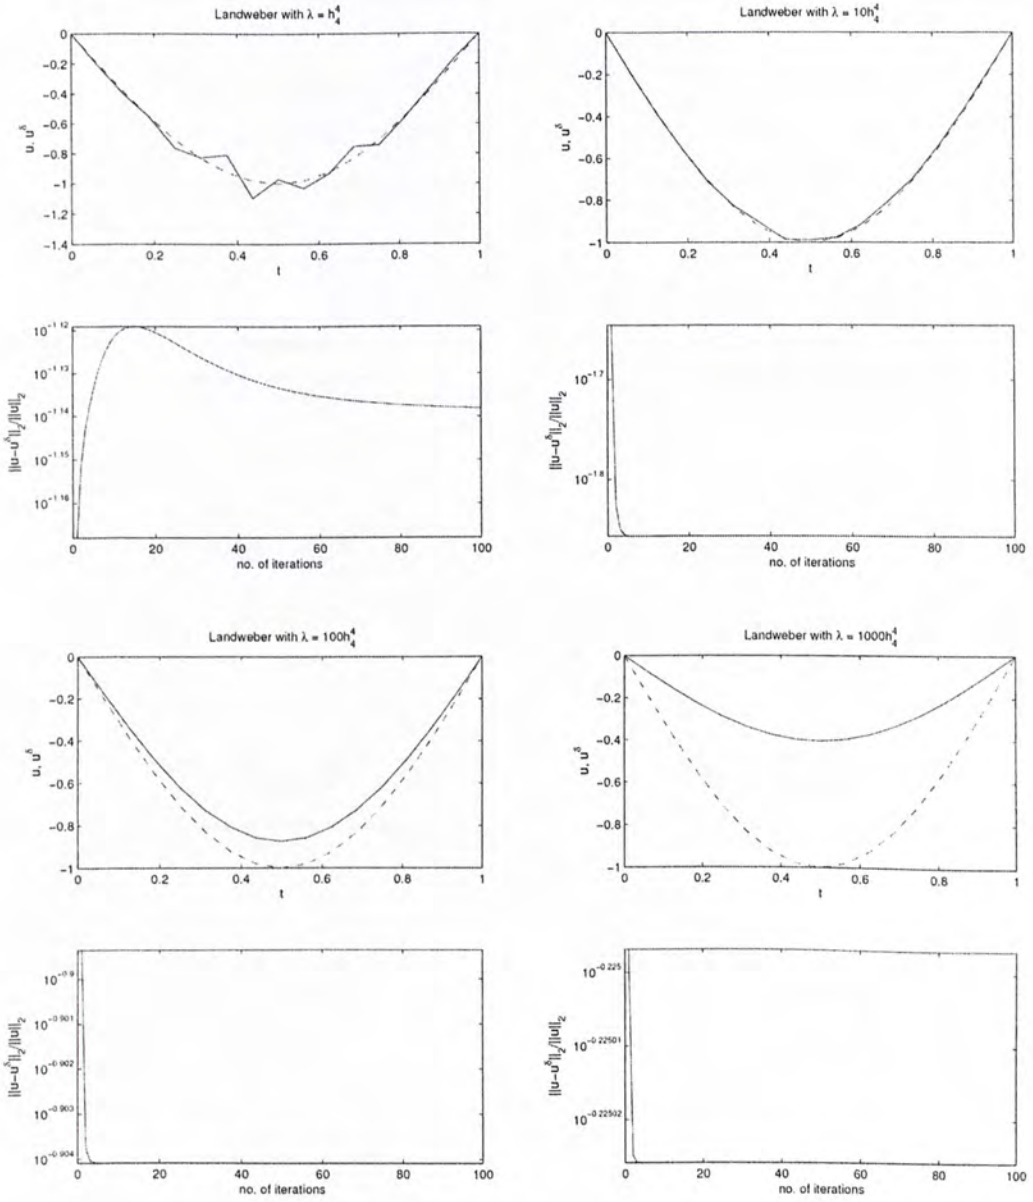 Landweber with λ = h₄⁴
0
−0.2
−0.4
−0.6
−0.8
−1
−1.2
−1.4
u, u^δ
0 0.2 0.4 0.6 0.8 1
t
10^−1.12
10^−1.13
10^−1.14
10^−1.15
10^−1.16
||u−u^δ||₂/||u||₂
0 20 40 60 80 100
no. of iterations
Landweber with λ = 10h₄⁴
0
−0.2
−0.4
−0.6
−0.8
−1
u, u^δ
0 0.2 0.4 0.6 0.8 1
t
10^−1.7
10^−1.8
||u−u^δ||₂/||u||₂
0 20 40 60 80 100
no. of iterations
Landweber with λ = 100h₄⁴
0
−0.2
−0.4
−0.6
−0.8
−1
u, u^δ
0 0.2 0.4 0.6 0.8 1
t
10^−0.9
10^−0.901
10^−0.902
10^−0.903
10^−0.904
||u−u^δ||₂/||u||₂
0 20 40 60 80 100
no. of iterations
Landweber with λ = 1000h₄⁴
0
−0.2
−0.4
−0.6
−0.8
−1
u, u^δ
0 0.2 0.4 0.6 0.8 1
t
10^−0.225
10^−0.22501
10^−0.22502
||u−u^δ||₂/||u||₂
0 20 40 60 80 100
no. of iterations